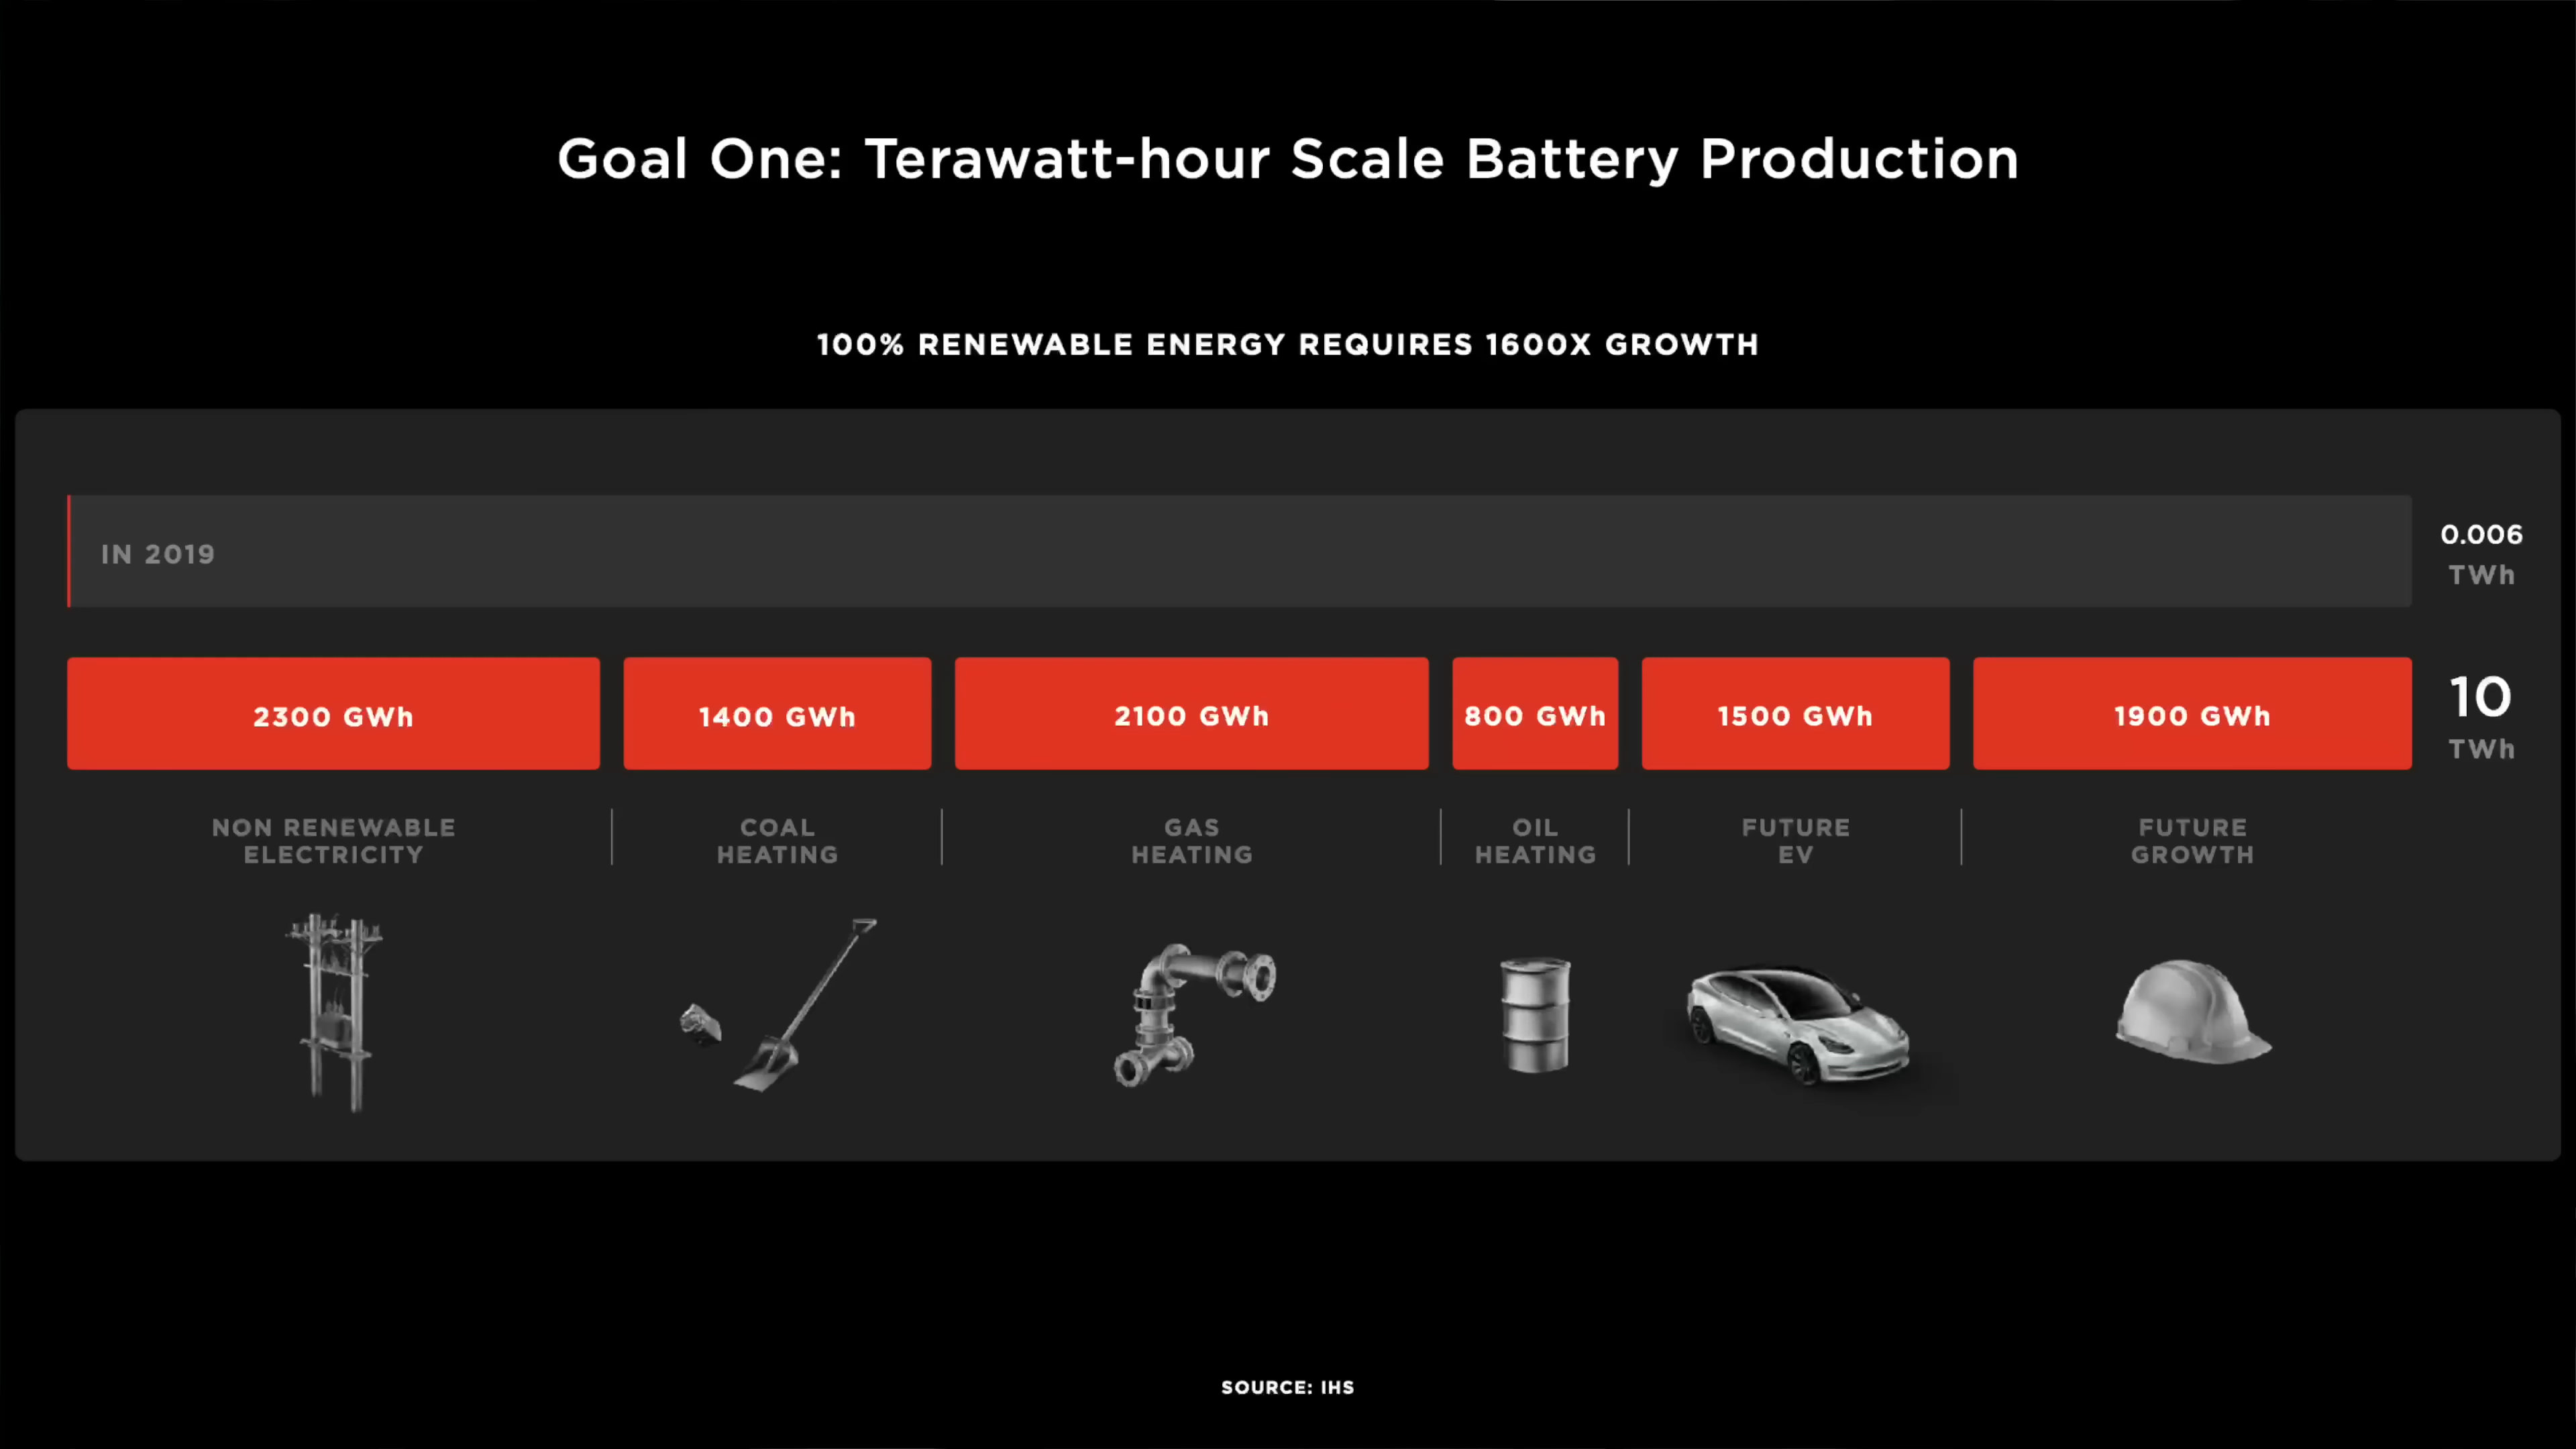 Goal One: Terawatt-hour Scale Battery Production
100% RENEWABLE ENERGY REQUIRES 1600X GROWTH
IN 2019
0.006
TWh
2300 GWh
1400 GWh
2100 GWh
800 GWh
1500 GWh
1900 GWh
10
TWh
NON RENEWABLE
ELECTRICITY
COAL
HEATING
GAS
HEATING
OIL
HEATING
FUTURE
EV
FUTURE
GROWTH
SOURCE: IHS